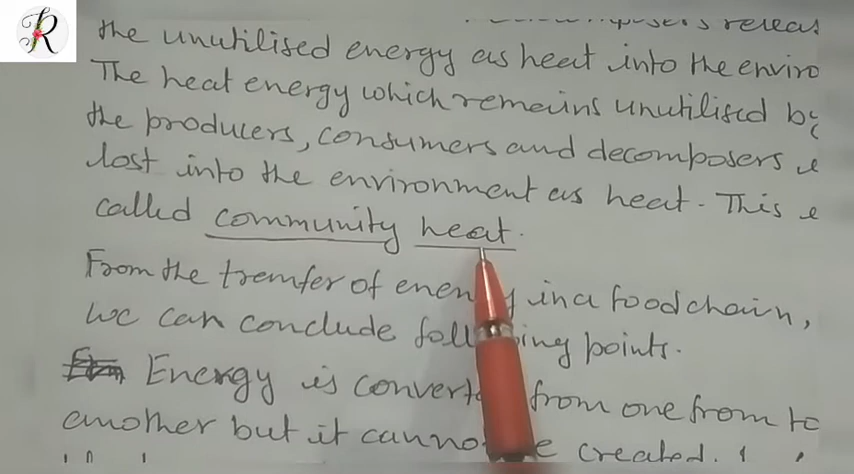 R
releas
the unutilised energy as heat into the enviro
The heat energy which remains unutilised by
the producers, consumers and decomposers
lost into the environment as heat. This
called community heat.
From the tremfer of energy in a food chain,
we can conclude following points.
Energy is converted from one from to
another but it cannot be created.